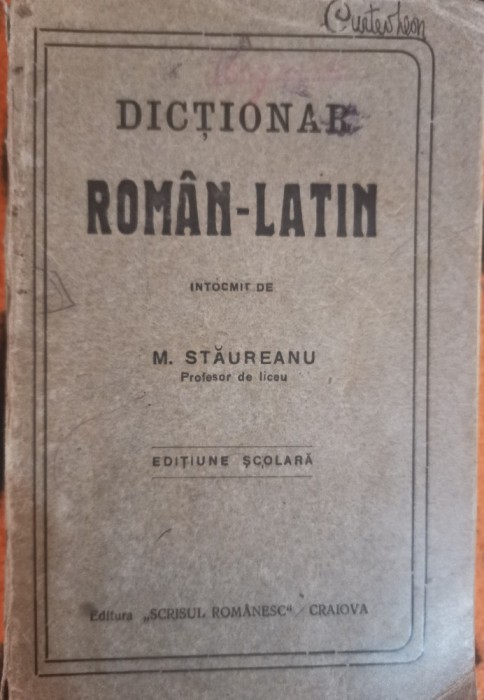 DICȚIONAR
ROMÂN-LATIN
INTOCMIT DE
M. STĂUREANU
Profesor de liceu
EDIȚIUNE ȘCOLARĂ
Editura „SCRISUL ROMÂNESC“ CRAIOVA